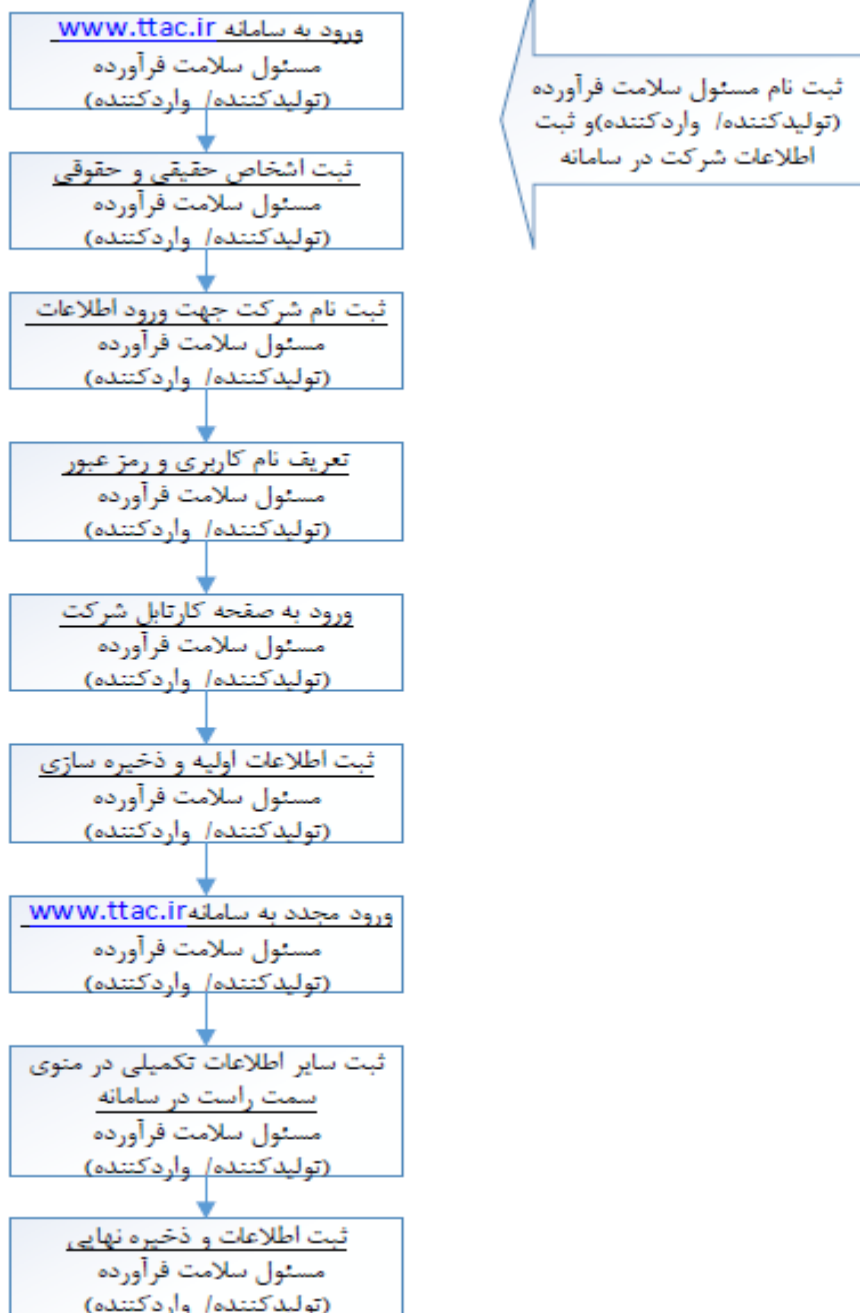 ورود به سامانه www.ttac.ir
مسئول سلامت فرآورده
(تولیدکننده/ واردکننده)
ثبت نام مسئول سلامت فرآورده
(تولیدکننده/ واردکننده)و ثبت
اطلاعات شرکت در سامانه
ثبت اشخاص حقیقی و حقوقی
مسئول سلامت فرآورده
(تولیدکننده/ واردکننده)
ثبت نام شرکت جهت ورود اطلاعات
مسئول سلامت فرآورده
(تولیدکننده/ واردکننده)
تعریف نام کاربری و رمز عبور
مسئول سلامت فرآورده
(تولیدکننده/ واردکننده)
ورود به صفحه کارتابل شرکت
مسئول سلامت فرآورده
(تولیدکننده/ واردکننده)
ثبت اطلاعات اولیه و ذخیره سازی
مسئول سلامت فرآورده
(تولیدکننده/ واردکننده)
ورود مجدد به سامانهwww.ttac.ir
مسئول سلامت فرآورده
(تولیدکننده/ واردکننده)
ثبت سایر اطلاعات تکمیلی در منوی
سمت راست در سامانه
مسئول سلامت فرآورده
(تولیدکننده/ واردکننده)
ثبت اطلاعات و ذخیره نهایی
مسئول سلامت فرآورده
(تولیدکننده/ واردکننده)